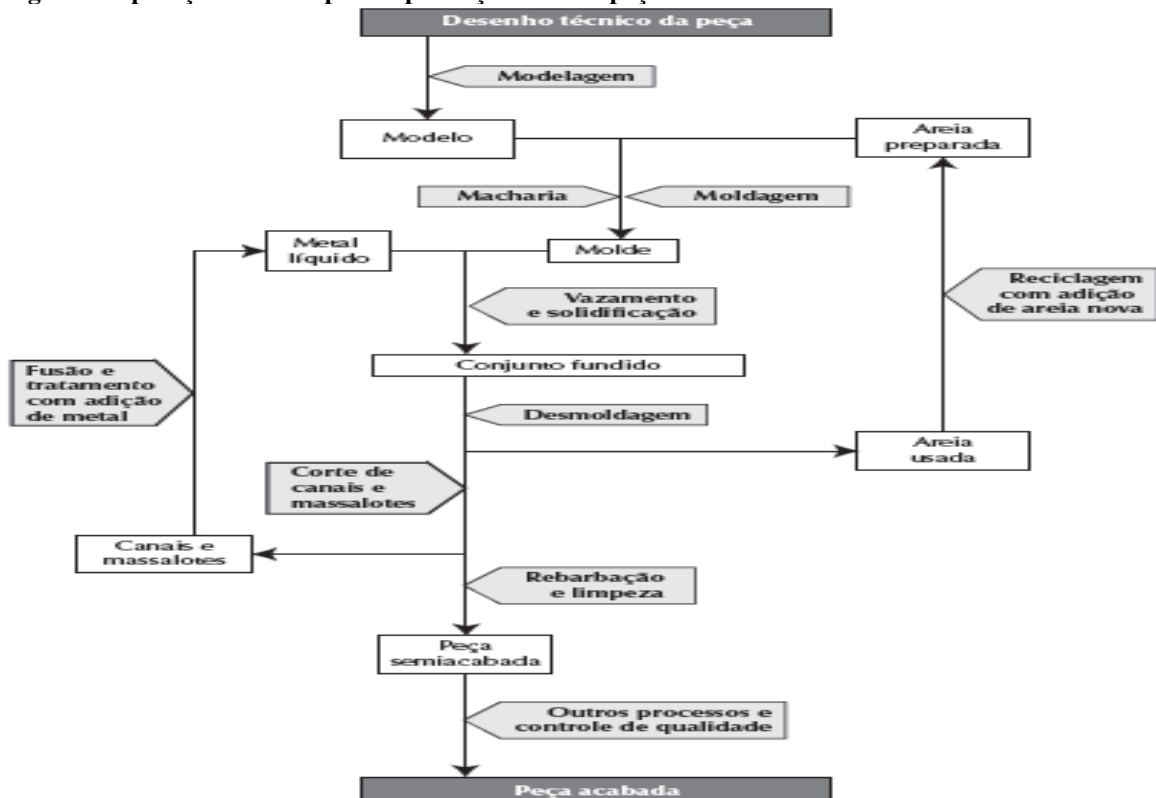 Desenho técnico da peça
Modelagem
Modelo
Areia
preparada
Macharia
Moldagem
Metal
líquido
Molde
Reciclagem
com adição
de areia nova
Vazamento
e solidificação
Fusão e
tratamento
com adição
de metal
Conjunto fundido
Desmoldagem
Areia
usada
Corte de
canais e
massalotes
Canais e
massalotes
Rebarbação
e limpeza
Peça
semiacabada
Outros processos e
controle de qualidade
Peça acabada